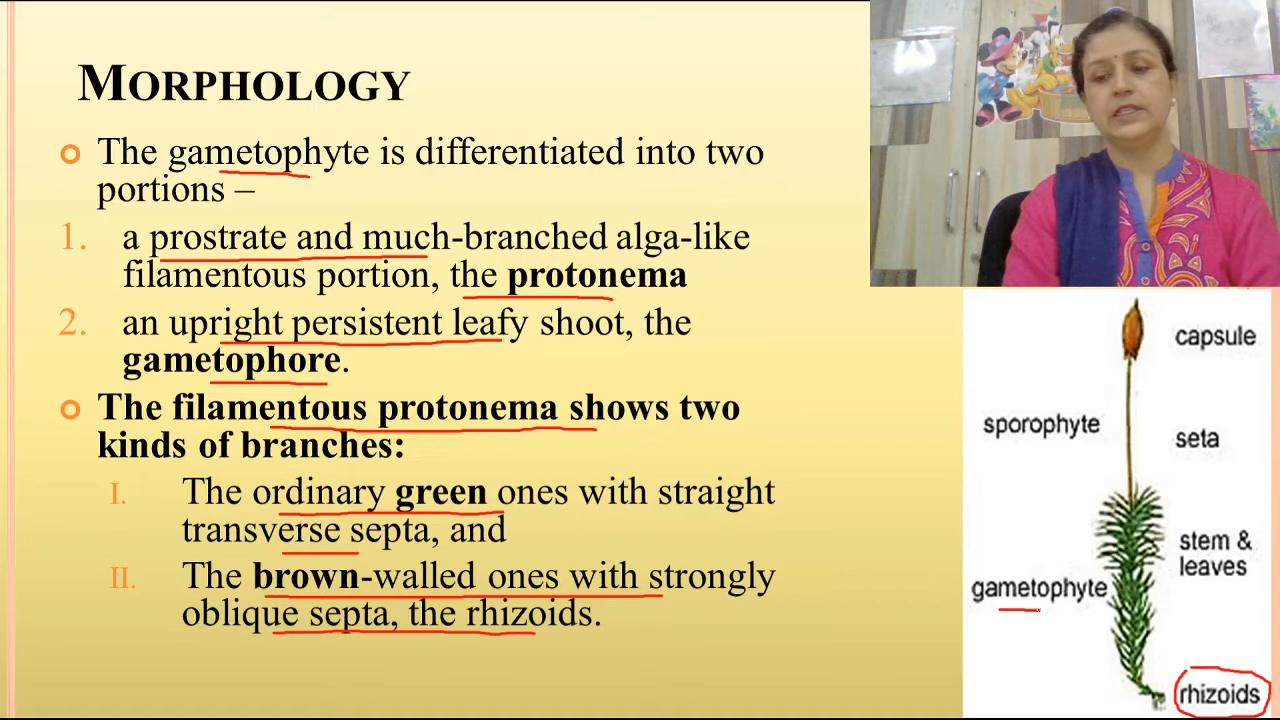 MORPHOLOGY
The gametophyte is differentiated into two
portions –
1. a prostrate and much-branched alga-like
filamentous portion, the protonema
2. an upright persistent leafy shoot, the
gametophore.
The filamentous protonema shows two
kinds of branches:
I. The ordinary green ones with straight
transverse septa, and
II. The brown-walled ones with strongly
oblique septa, the rhizoids.
capsule
sporophyte
seta
stem &
leaves
gametophyte
rhizoids